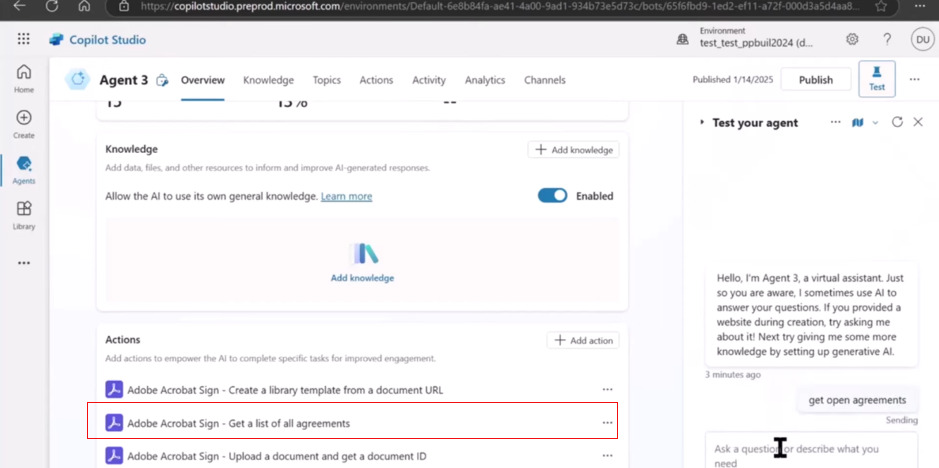 https://copilotstudio.preprod.microsoft.com/environments/Default-6e8b84fa-ae41-4a00-9ad1-934b73e5d73c/bots/65f6fbd9-1ed2-ef11-a72f-000d3a5d4aa8...
Copilot Studio
Environment
test_test_ppbuil2024 (d...
DU
Agent 3
Overview
Knowledge
Topics
Actions
Activity
Analytics
Channels
Published 1/14/2025
Publish
Test
Home
Create
Agents
Library
Knowledge
Add knowledge
Add data, files, and other resources to inform and improve AI-generated responses.
Allow the AI to use its own general knowledge. Learn more
Enabled
Add knowledge
Actions
Add action
Add actions to empower the AI to complete specific tasks for improved engagement.
Adobe Acrobat Sign - Create a library template from a document URL
Adobe Acrobat Sign - Get a list of all agreements
Adobe Acrobat Sign - Upload a document and get a document ID
Test your agent
Hello, I'm Agent 3, a virtual assistant. Just
so you are aware, I sometimes use AI to
answer your questions. If you provided a
website during creation, try asking me
about it! Next try giving me some more
knowledge by setting up generative AI.
3 minutes ago
get open agreements
Sending
Ask a question or describe what you
need